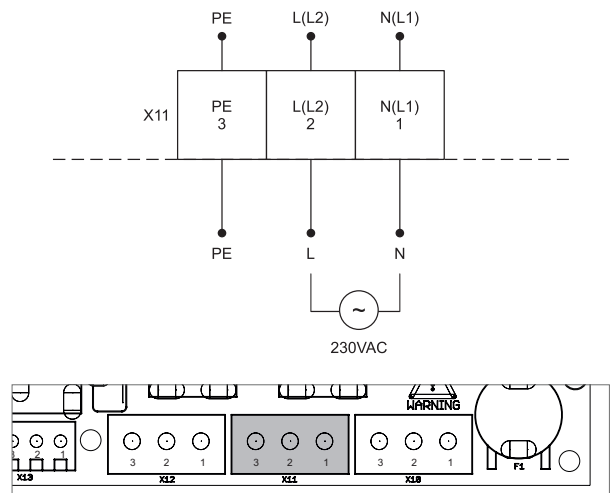 PE L(L2) N(L1)
X11
PE L(L2) N(L1)
3 2 1
PE L N
~
230VAC
WARNING
2 1 3 2 1 3 2 1 3 2 1
X13 X12 X11 X10 F1